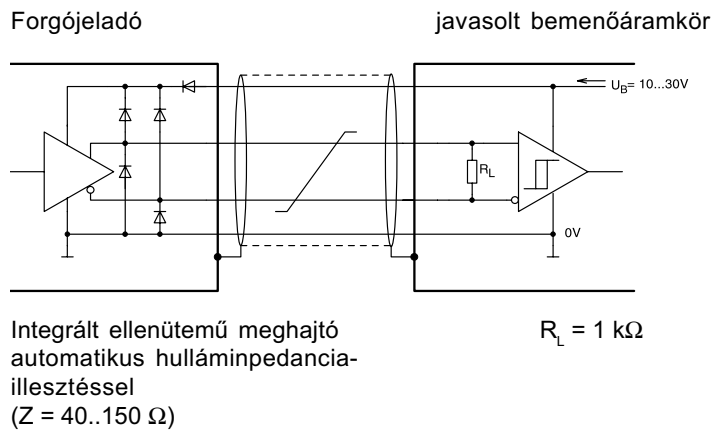 Forgójeladó
javasolt bemenőáramkör
U_B= 10...30V
R_L
0V
Integrált ellenütemű meghajtó
automatikus hulláminpedancia-
illesztéssel
(Z = 40..150 Ω)
R_L = 1 kΩ